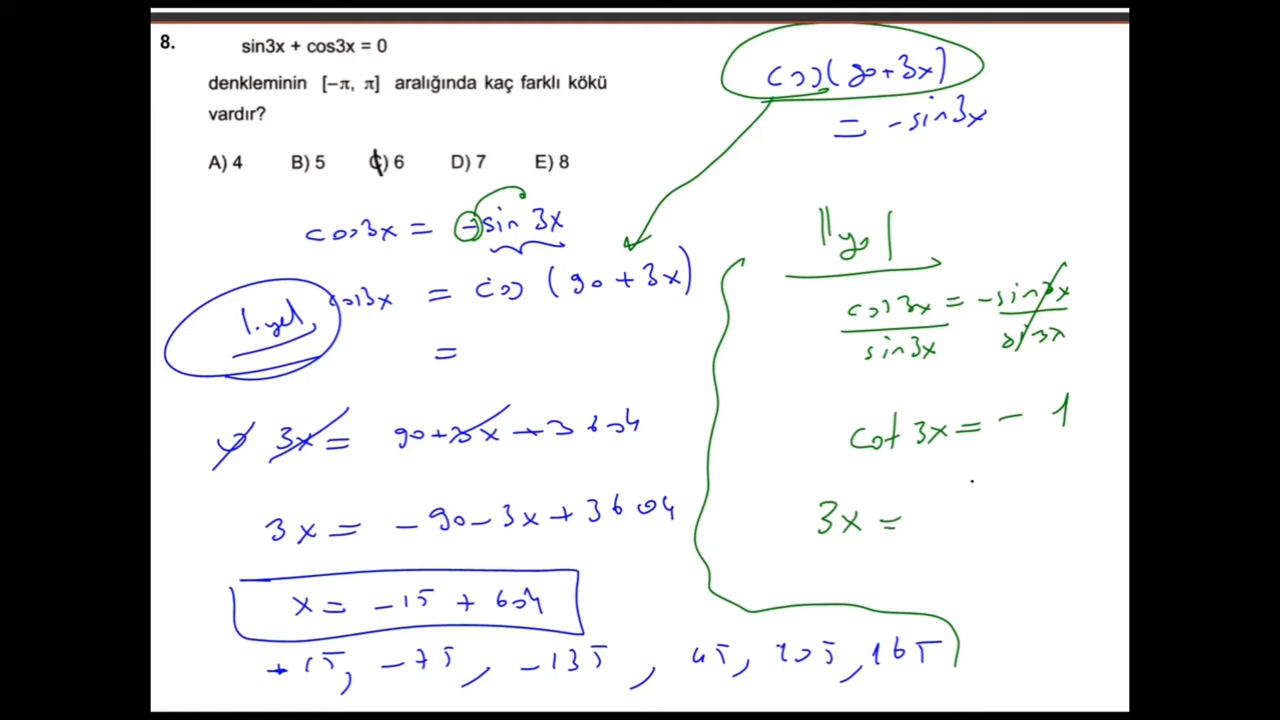 8. sin3x + cos3x = 0
denkleminin [−π, π] aralığında kaç farklı kökü
vardır?
A) 4 B) 5 C) 6 D) 7 E) 8
cos(90+3x)
= -sin3x
cos3x = -sin 3x
1. yol
cos3x = cos (90 + 3x)
=
3x = 90+3x +360k
3x = -90-3x+360k
x = -15 + 60k
-15, -75, -135, 45, 105, 165
II yol
cos3x = -sin3x
sin3x sin3x
cot 3x = -1
3x =